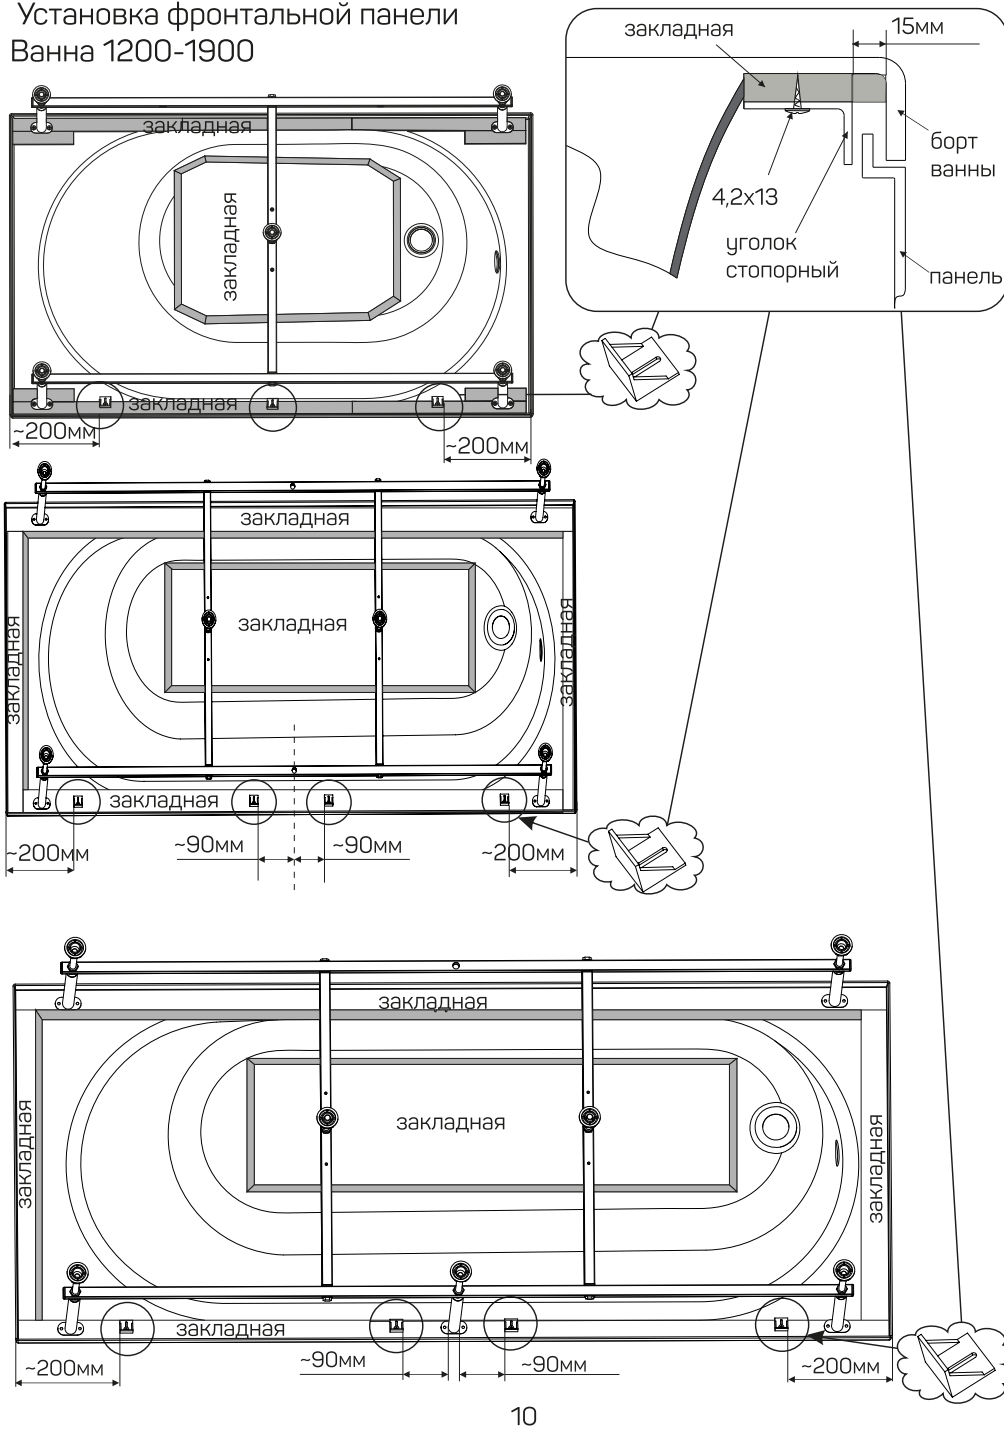 Установка фронтальной панели
Ванна 1200-1900
закладная
15мм
борт
ванны
4,2х13
уголок
стопорный
панель
закладная
закладная
закладная
~200мм
~200мм
закладная
закладная
закладная
закладная
закладная
~200мм
~90мм
~90мм
~200мм
закладная
закладная
закладная
закладная
закладная
~200мм
~90мм
~90мм
~200мм
10